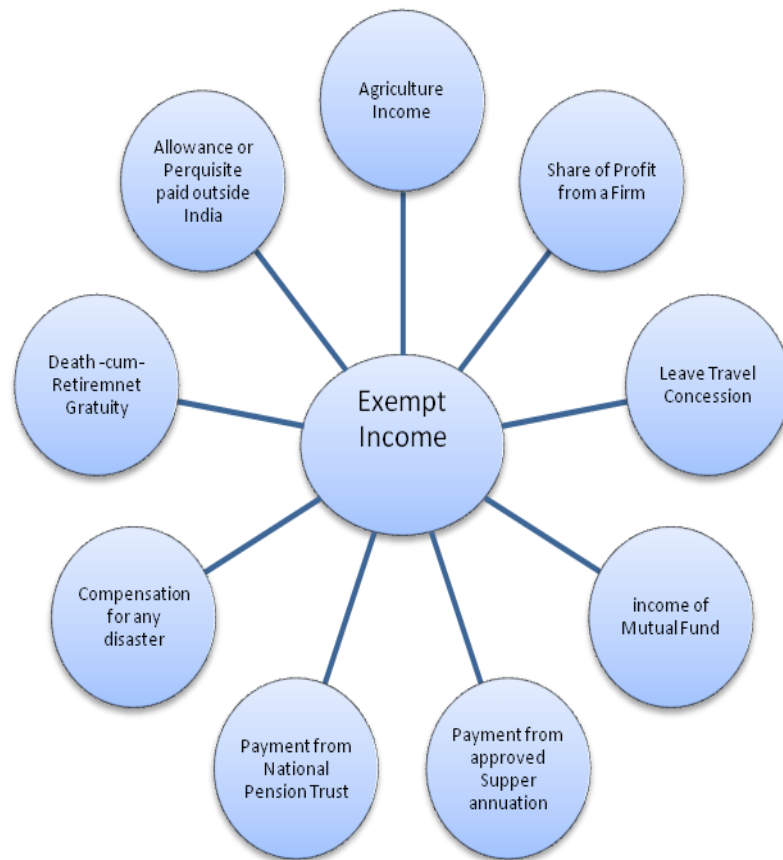 Agriculture
Income
Share of Profit
from a Firm
Leave Travel
Concession
income of
Mutual Fund
Payment from
approved
Supper
annuation
Payment from
National
Pension Trust
Compensation
for any
disaster
Death -cum-
Retiremnet
Gratuity
Allowance or
Perquisite
paid outside
India
Exempt
Income